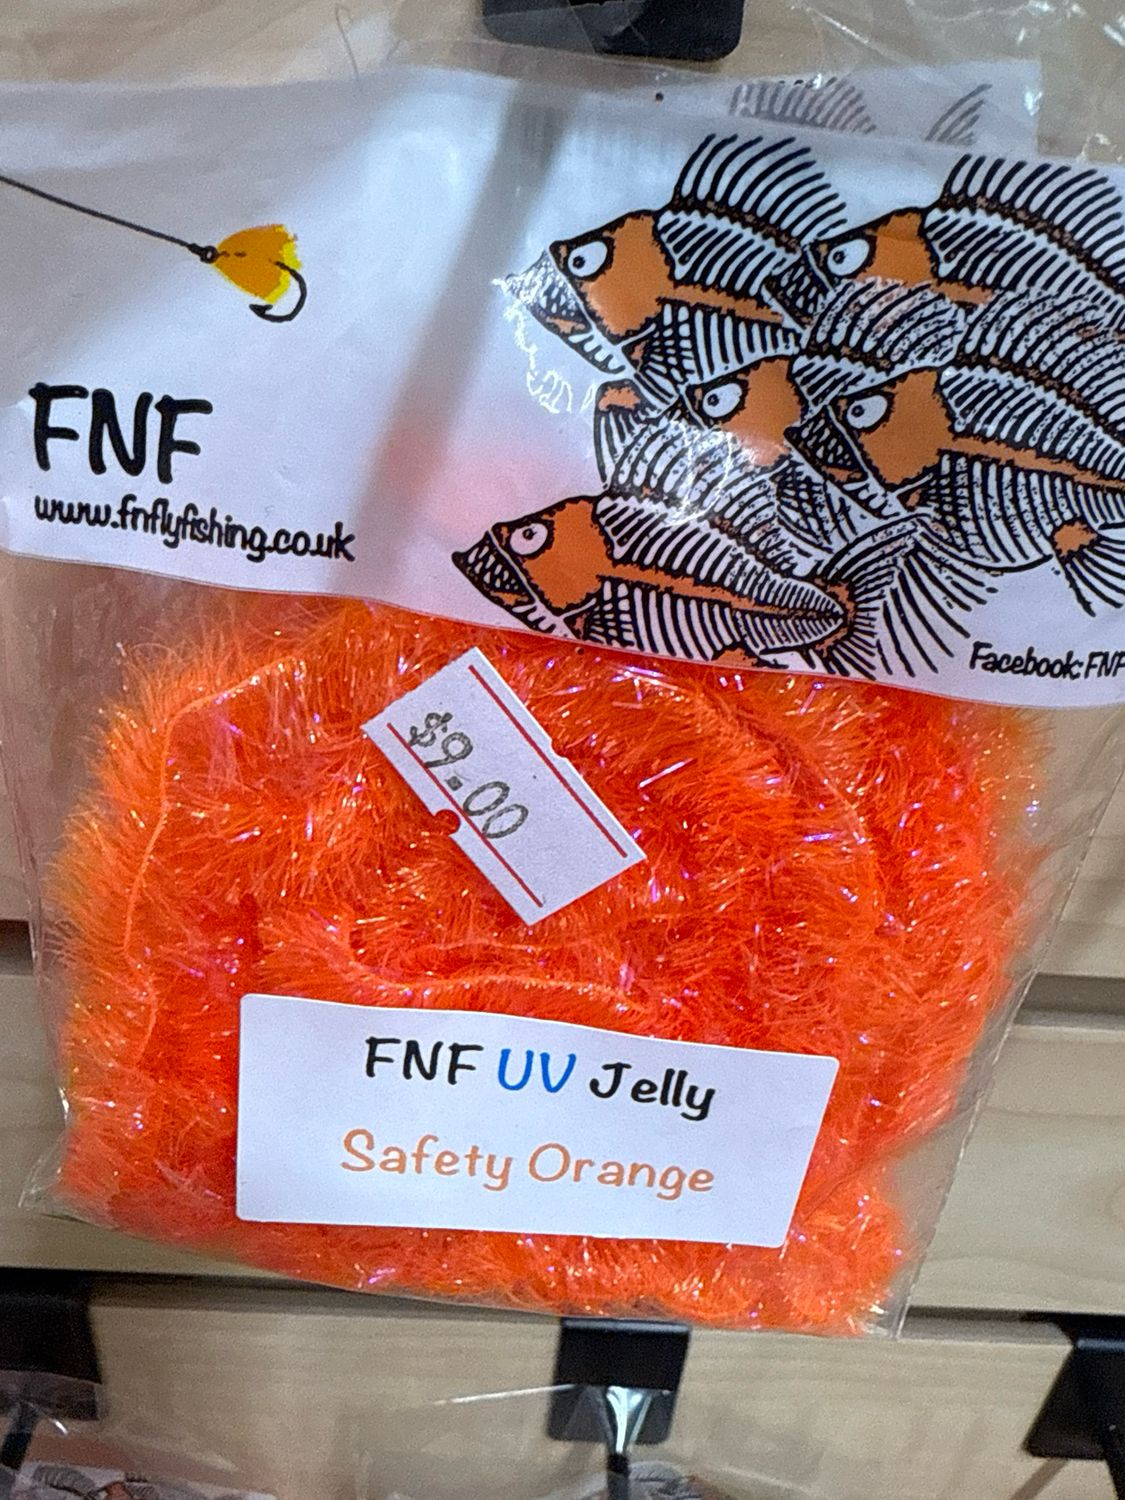 FNF
www.fnflyfishing.co.uk
Facebook: FNF
$9.00
FNF UV Jelly
Safety Orange